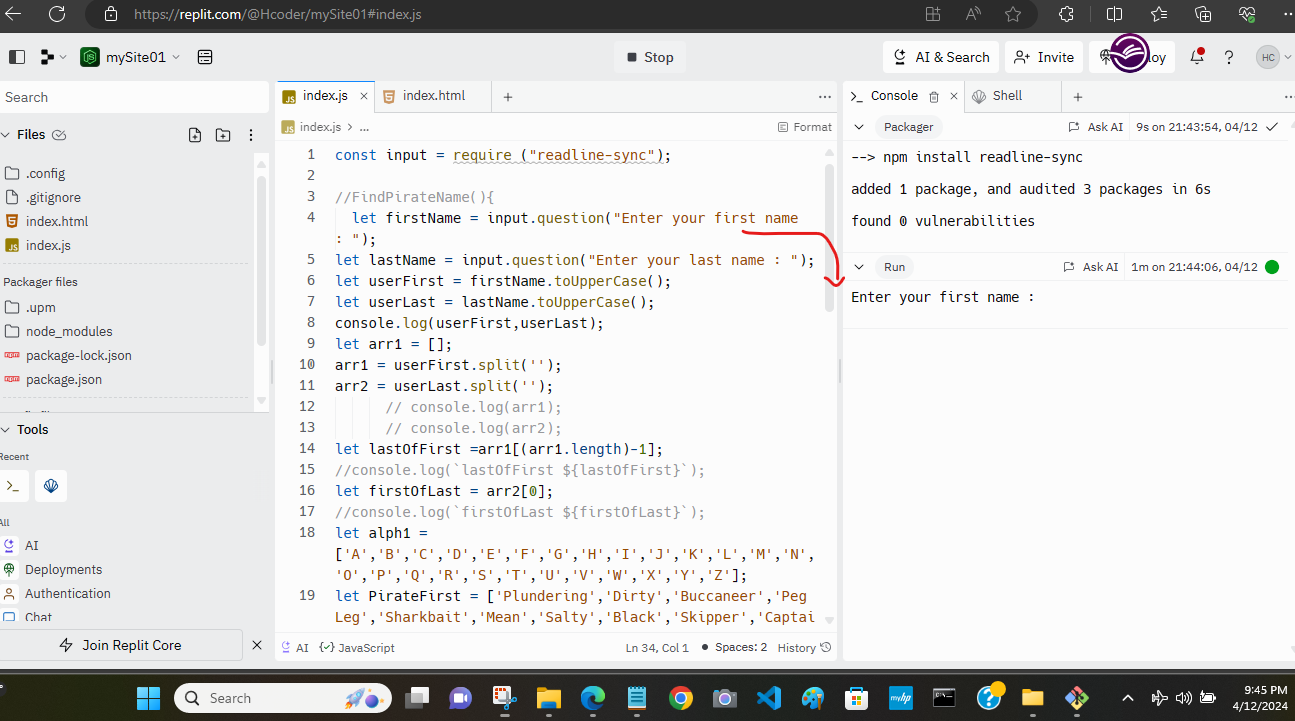 https://replit.com/@Hcoder/mySite01#index.js
mySite01
Stop
AI & Search
Invite
oy
HC
Search
Files
.config
.gitignore
index.html
index.js
Packager files
.upm
node_modules
package-lock.json
package.json
Tools
Recent
All
AI
Deployments
Authentication
Chat
Join Replit Core
JS index.js
index.html
JS index.js > ...
Format
1 const input = require ("readline-sync");
2
3 //FindPirateName(){
4 let firstName = input.question("Enter your first name
: ");
5 let lastName = input.question("Enter your last name : ");
6 let userFirst = firstName.toUpperCase();
7 let userLast = lastName.toUpperCase();
8 console.log(userFirst,userLast);
9 let arr1 = [];
10 arr1 = userFirst.split('');
11 arr2 = userLast.split('');
12 // console.log(arr1);
13 // console.log(arr2);
14 let lastOfFirst =arr1[(arr1.length)-1];
15 //console.log(`lastOfFirst ${lastOfFirst}`);
16 let firstOfLast = arr2[0];
17 //console.log(`firstOfLast ${firstOfLast}`);
18 let alph1 =
['A','B','C','D','E','F','G','H','I','J','K','L','M','N',
'O','P','Q','R','S','T','U','V','W','X','Y','Z'];
19 let PirateFirst = ['Plundering','Dirty','Buccaneer','Peg
Leg','Sharkbait','Mean','Salty','Black','Skipper','Captai
AI
JavaScript
Ln 34, Col 1
Spaces: 2
History
Console
Shell
Packager
Ask AI
9s on 21:43:54, 04/12
--> npm install readline-sync
added 1 package, and audited 3 packages in 6s
found 0 vulnerabilities
Run
Ask AI
1m on 21:44:06, 04/12
Enter your first name :
Search
myhp
9:45 PM
4/12/2024